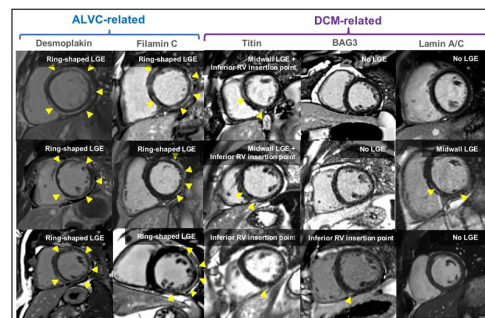 ALVC-related DCM-related
Desmoplakin Filamin C Titin BAG3 Lamin A/C
Ring-shaped LGE Ring-shaped LGE Midwall LGE + Inferior RV Insertion point No LGE No LGE
Ring-shaped LGE Ring-shaped LGE Midwall LGE + Inferior RV insertion point No LGE Midwall LGE
Ring-shaped LGE Ring-shaped LGE Inferior RV insertion point Inferior RV insertion point No LGE